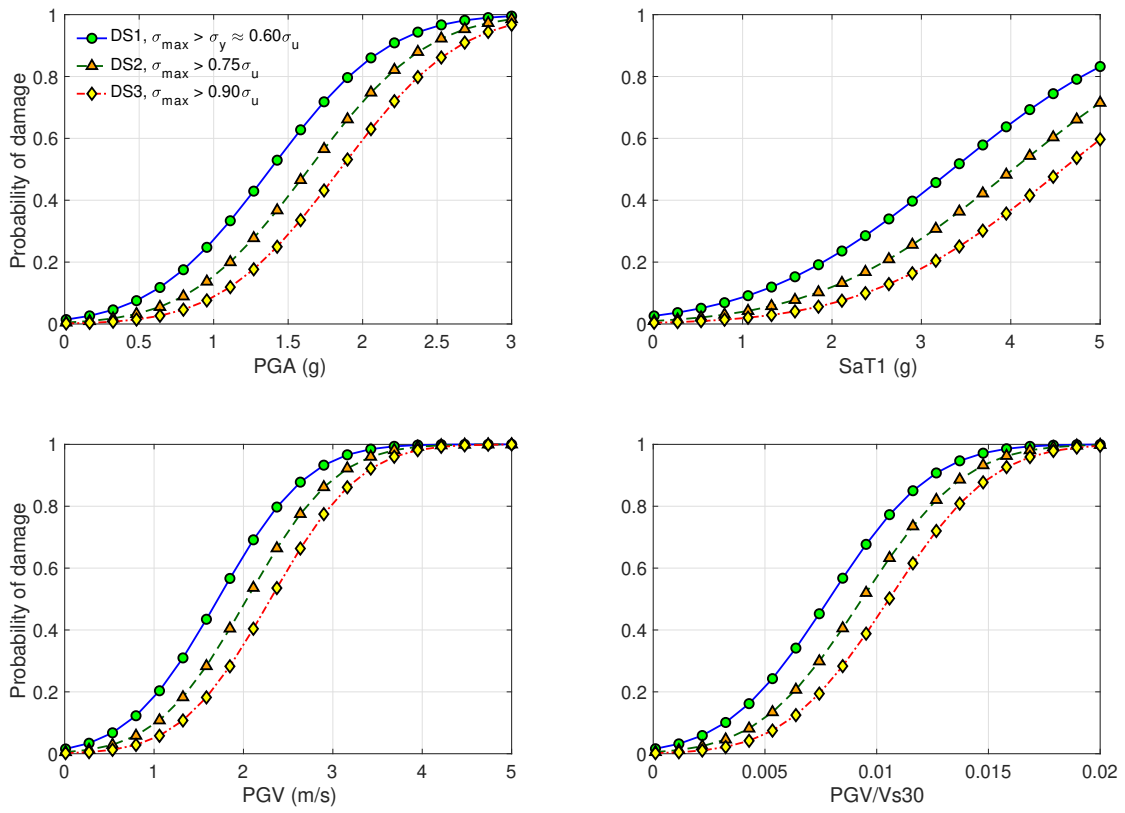 1
0.8
0.6
0.4
0.2
0
Probability of damage
DS1, σmax > σy ≈ 0.60σu
DS2, σmax > 0.75σu
DS3, σmax > 0.90σu
0 0.5 1 1.5 2 2.5 3
PGA (g)
1
0.8
0.6
0.4
0.2
0
0 1 2 3 4 5
SaT1 (g)
1
0.8
0.6
0.4
0.2
0
Probability of damage
0 1 2 3 4 5
PGV (m/s)
1
0.8
0.6
0.4
0.2
0
0 0.005 0.01 0.015 0.02
PGV/Vs30